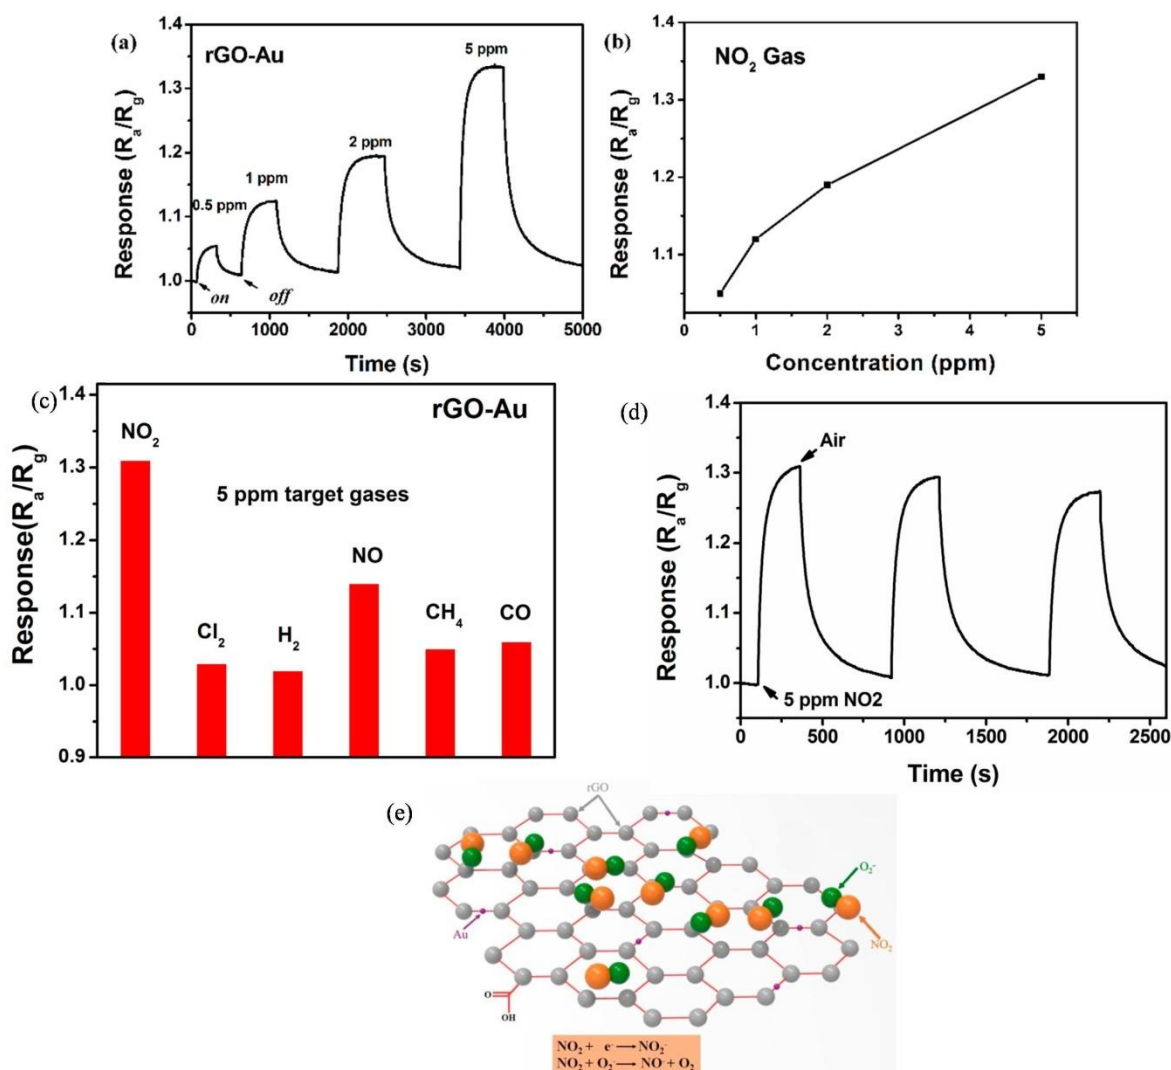 (a)
rGO-Au
0.5 ppm
1 ppm
2 ppm
5 ppm
on
off
Response (Rₐ/R_g)
1.4
1.3
1.2
1.1
1.0
0
1000
2000
3000
4000
5000
Time (s)
(b)
NO₂ Gas
Response (Rₐ/R_g)
1.4
1.3
1.2
1.1
0
1
2
3
4
5
Concentration (ppm)
(c)
rGO-Au
5 ppm target gases
NO₂
Cl₂
H₂
NO
CH₄
CO
Response(Rₐ/R_g)
1.4
1.3
1.2
1.1
1.0
0.9
(d)
Air
5 ppm NO2
Response (Rₐ/R_g)
1.4
1.3
1.2
1.1
1.0
0
500
1000
1500
2000
2500
Time (s)
(e)
rGO
O₂⁻
Au
NO₂
O
OH
NO₂ + e⁻ → NO₂⁻
NO₂ + O₂⁻ → NO⁻ + O₂